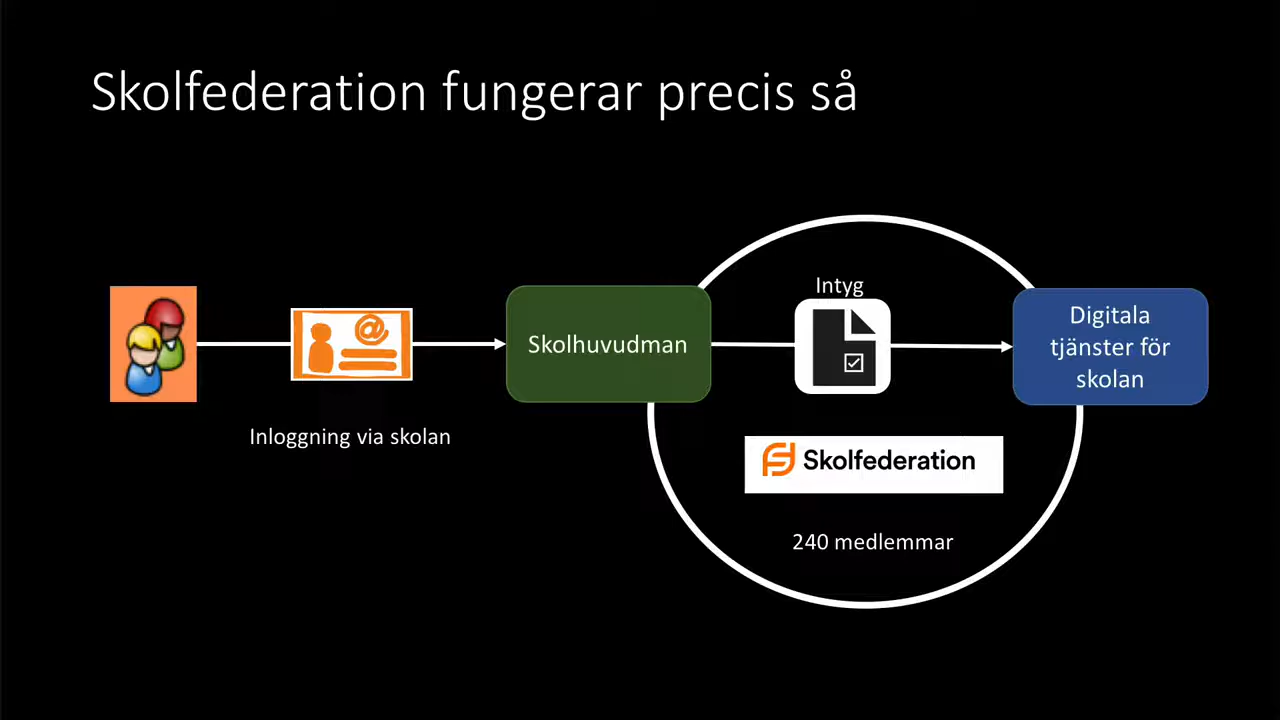 Skolfederation fungerar precis så
Intyg
Skolhuvudman
Digitala
tjänster för
skolan
@
Inloggning via skolan
Skolfederation
240 medlemmar